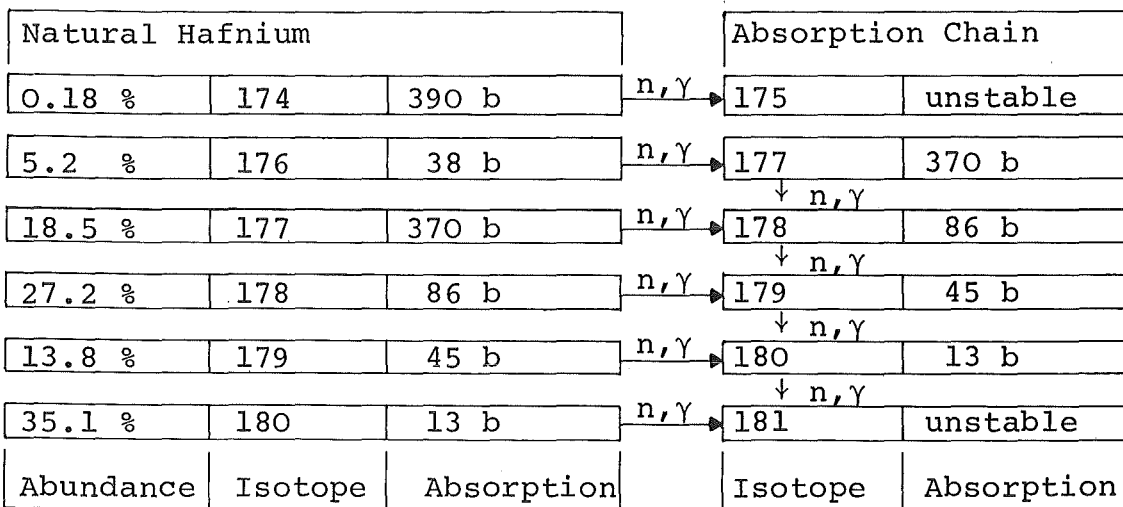 Natural Hafnium Absorption Chain
0.18 % 174 390 b n,γ 175 unstable
5.2 % 176 38 b n,γ 177 370 b
↓ n,γ
18.5 % 177 370 b n,γ 178 86 b
↓ n,γ
27.2 % 178 86 b n,γ 179 45 b
↓ n,γ
13.8 % 179 45 b n,γ 180 13 b
↓ n,γ
35.1 % 180 13 b n,γ 181 unstable
Abundance Isotope Absorption Isotope Absorption